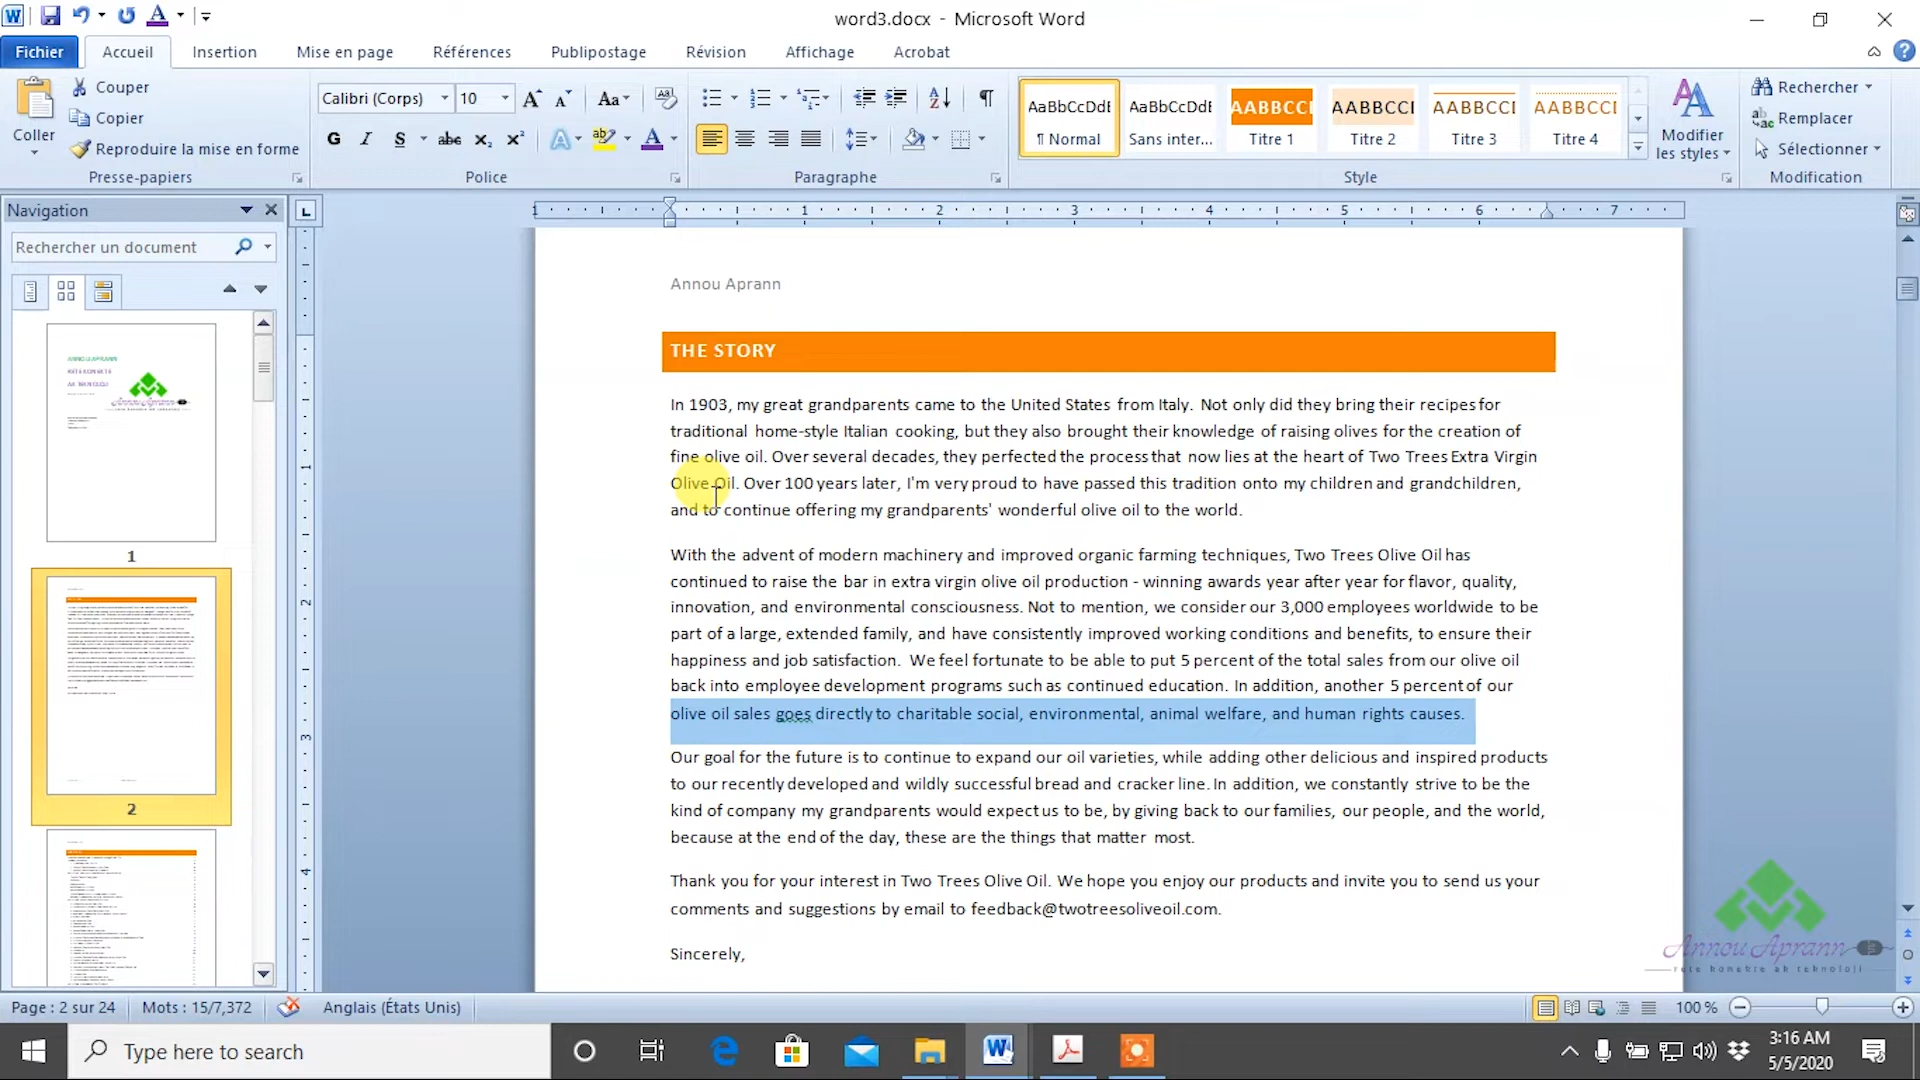 word3.docx - Microsoft Word
Fichier Accueil Insertion Mise en page Références Publipostage Révision Affichage Acrobat
Coller
Couper
Copier
Reproduire la mise en forme
Presse-papiers
Calibri (Corps) 10
Police
Paragraphe
AaBbCcDdE AaBbCcDdE AABBCCI AABBCCI AABBCCI AABBCCI
¶ Normal Sans inter... Titre 1 Titre 2 Titre 3 Titre 4
Style
Modifier les styles
Rechercher
Remplacer
Sélectionner
Modification
Navigation
Rechercher un document
1
2
1 1 2 3 4 5 6 7
Annou Aprann
THE STORY
In 1903, my great grandparents came to the United States from Italy. Not only did they bring their recipes for
traditional home-style Italian cooking, but they also brought their knowledge of raising olives for the creation of
fine olive oil. Over several decades, they perfected the process that now lies at the heart of Two Trees Extra Virgin
Olive Oil. Over 100 years later, I'm very proud to have passed this tradition onto my children and grandchildren,
and to continue offering my grandparents' wonderful olive oil to the world.
With the advent of modern machinery and improved organic farming techniques, Two Trees Olive Oil has
continued to raise the bar in extra virgin olive oil production - winning awards year after year for flavor, quality,
innovation, and environmental consciousness. Not to mention, we consider our 3,000 employees worldwide to be
part of a large, extended family, and have consistently improved working conditions and benefits, to ensure their
happiness and job satisfaction. We feel fortunate to be able to put 5 percent of the total sales from our olive oil
back into employee development programs such as continued education. In addition, another 5 percent of our
olive oil sales goes directly to charitable social, environmental, animal welfare, and human rights causes.
Our goal for the future is to continue to expand our oil varieties, while adding other delicious and inspired products
to our recently developed and wildly successful bread and cracker line. In addition, we constantly strive to be the
kind of company my grandparents would expect us to be, by giving back to our families, our people, and the world,
because at the end of the day, these are the things that matter most.
Thank you for your interest in Two Trees Olive Oil. We hope you enjoy our products and invite you to send us your
comments and suggestions by email to feedback@twotreesoliveoil.com.
Sincerely,
Annou Aprann
rete konekte ak teknoloji
Page : 2 sur 24 Mots : 15/7,372 Anglais (États Unis) 100 %
Type here to search
3:16 AM
5/5/2020